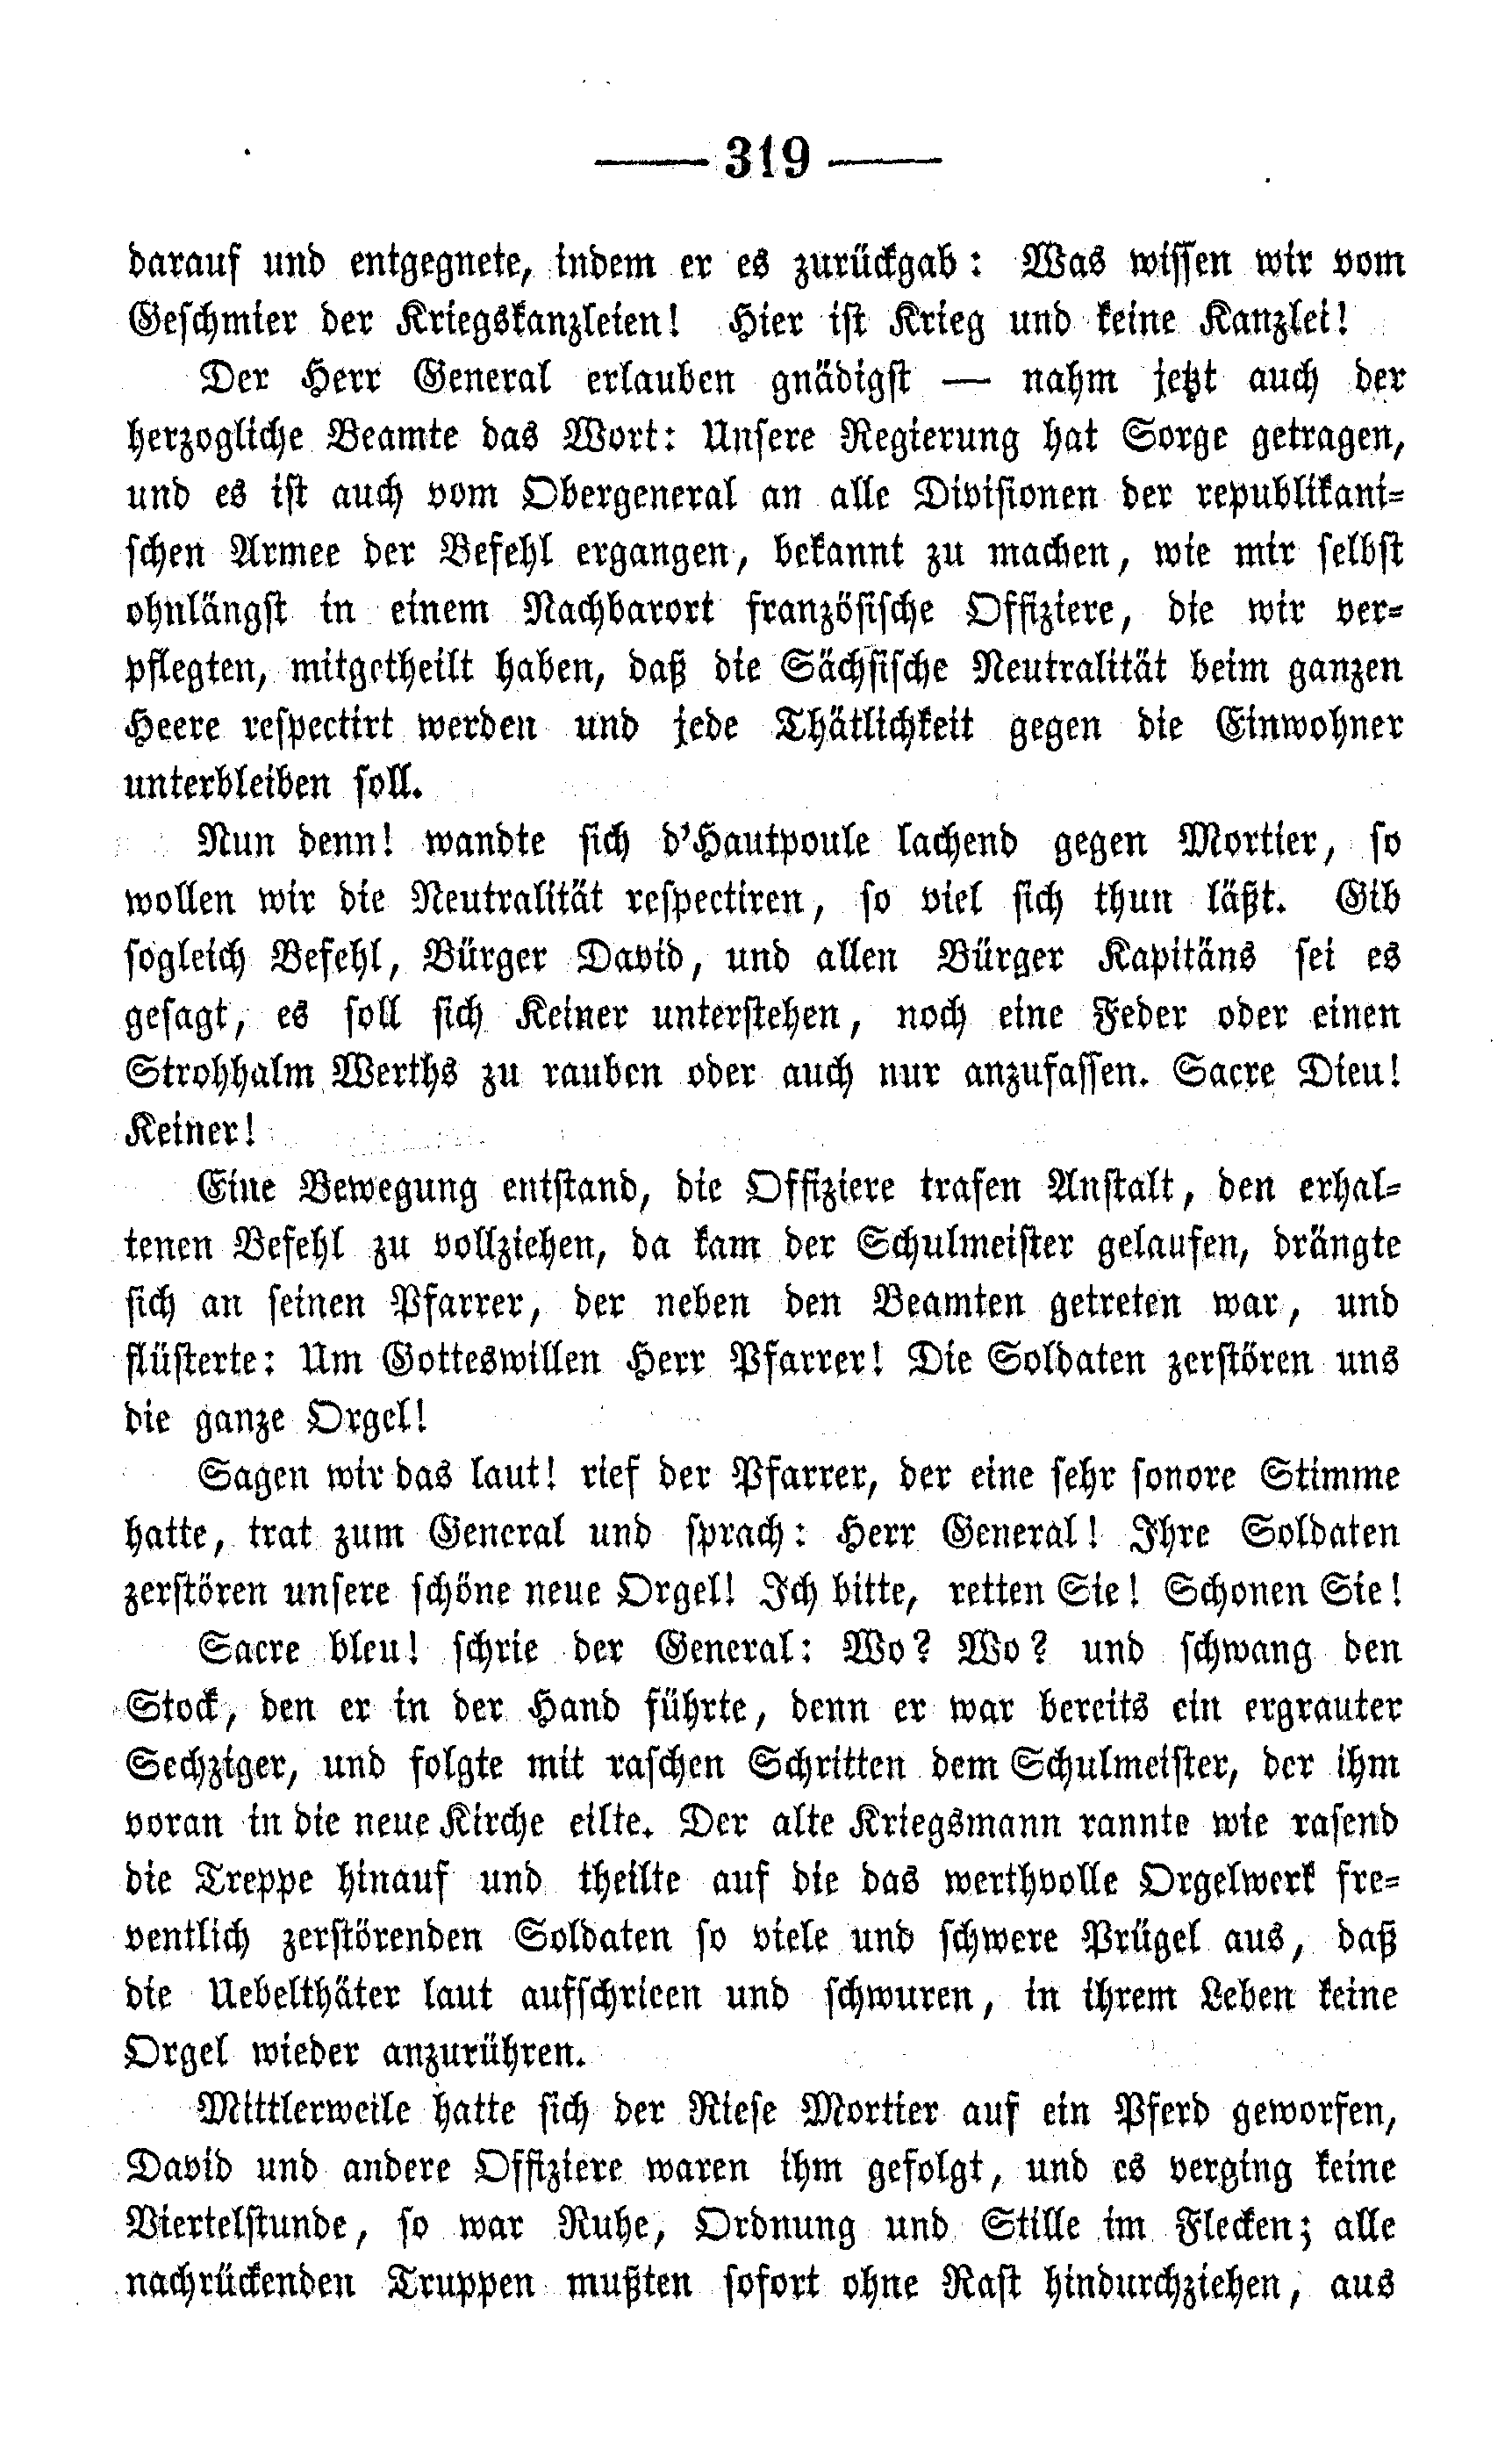 — 319 —
darauf und entgegnete, indem er es zurückgab: Was wissen wir vom
Geschmier der Kriegskanzleien! Hier ist Krieg und keine Kanzlei!
Der Herr General erlauben gnädigst — nahm jetzt auch der
herzogliche Beamte das Wort: Unsere Regierung hat Sorge getragen,
und es ist auch vom Obergeneral an alle Divisionen der republikani-
schen Armee der Befehl ergangen, bekannt zu machen, wie mir selbst
ohnlängst in einem Nachbarort französische Offiziere, die wir ver-
pflegten, mitgetheilt haben, daß die Sächsische Neutralität beim ganzen
Heere respectirt werden und jede Thätlichkeit gegen die Einwohner
unterbleiben soll.
Nun denn! wandte sich d'Hautpoule lachend gegen Mortier, so
wollen wir die Neutralität respectiren, so viel sich thun läßt. Gib
sogleich Befehl, Bürger David, und allen Bürger Kapitäns sei es
gesagt, es soll sich Keiner unterstehen, noch eine Feder oder einen
Strohhalm Werths zu rauben oder auch nur anzufassen. Sacre Dieu!
Keiner!
Eine Bewegung entstand, die Offiziere trafen Anstalt, den erhal-
tenen Befehl zu vollziehen, da kam der Schulmeister gelaufen, drängte
sich an seinen Pfarrer, der neben den Beamten getreten war, und
flüsterte: Um Gotteswillen Herr Pfarrer! Die Soldaten zerstören uns
die ganze Orgel!
Sagen wir das laut! rief der Pfarrer, der eine sehr sonore Stimme
hatte, trat zum General und sprach: Herr General! Ihre Soldaten
zerstören unsere schöne neue Orgel! Ich bitte, retten Sie! Schonen Sie!
Sacre bleu! schrie der General: Wo? Wo? und schwang den
Stock, den er in der Hand führte, denn er war bereits ein ergrauter
Sechziger, und folgte mit raschen Schritten dem Schulmeister, der ihm
voran in die neue Kirche eilte. Der alte Kriegsmann rannte wie rasend
die Treppe hinauf und theilte auf die das werthvolle Orgelwerk fre-
ventlich zerstörenden Soldaten so viele und schwere Prügel aus, daß
die Uebelthäter laut aufschrieen und schwuren, in ihrem Leben keine
Orgel wieder anzurühren.
Mittlerweile hatte sich der Riese Mortier auf ein Pferd geworfen,
David und andere Offiziere waren ihm gefolgt, und es verging keine
Viertelstunde, so war Ruhe, Ordnung und Stille im Flecken; alle
nachrückenden Truppen mußten sofort ohne Rast hindurchziehen, aus